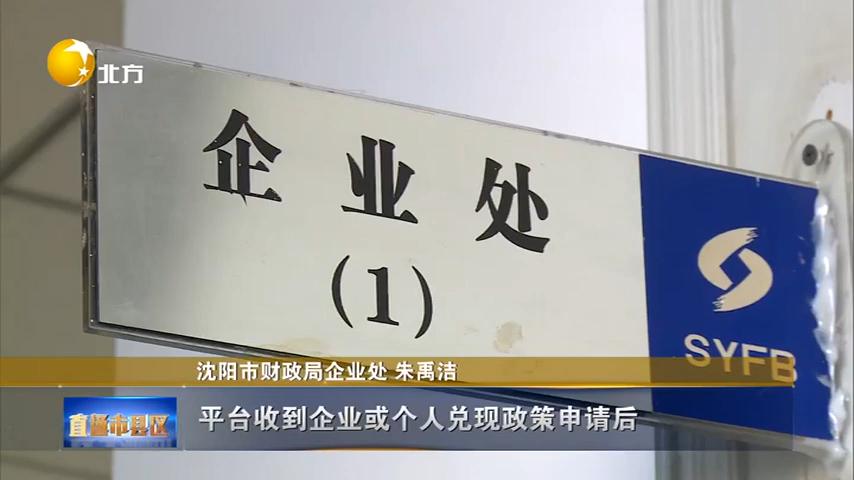 北方
企业处
(1)
SYFB
沈阳市财政局企业处 朱禹洁
直播市县区
平台收到企业或个人兑现政策申请后